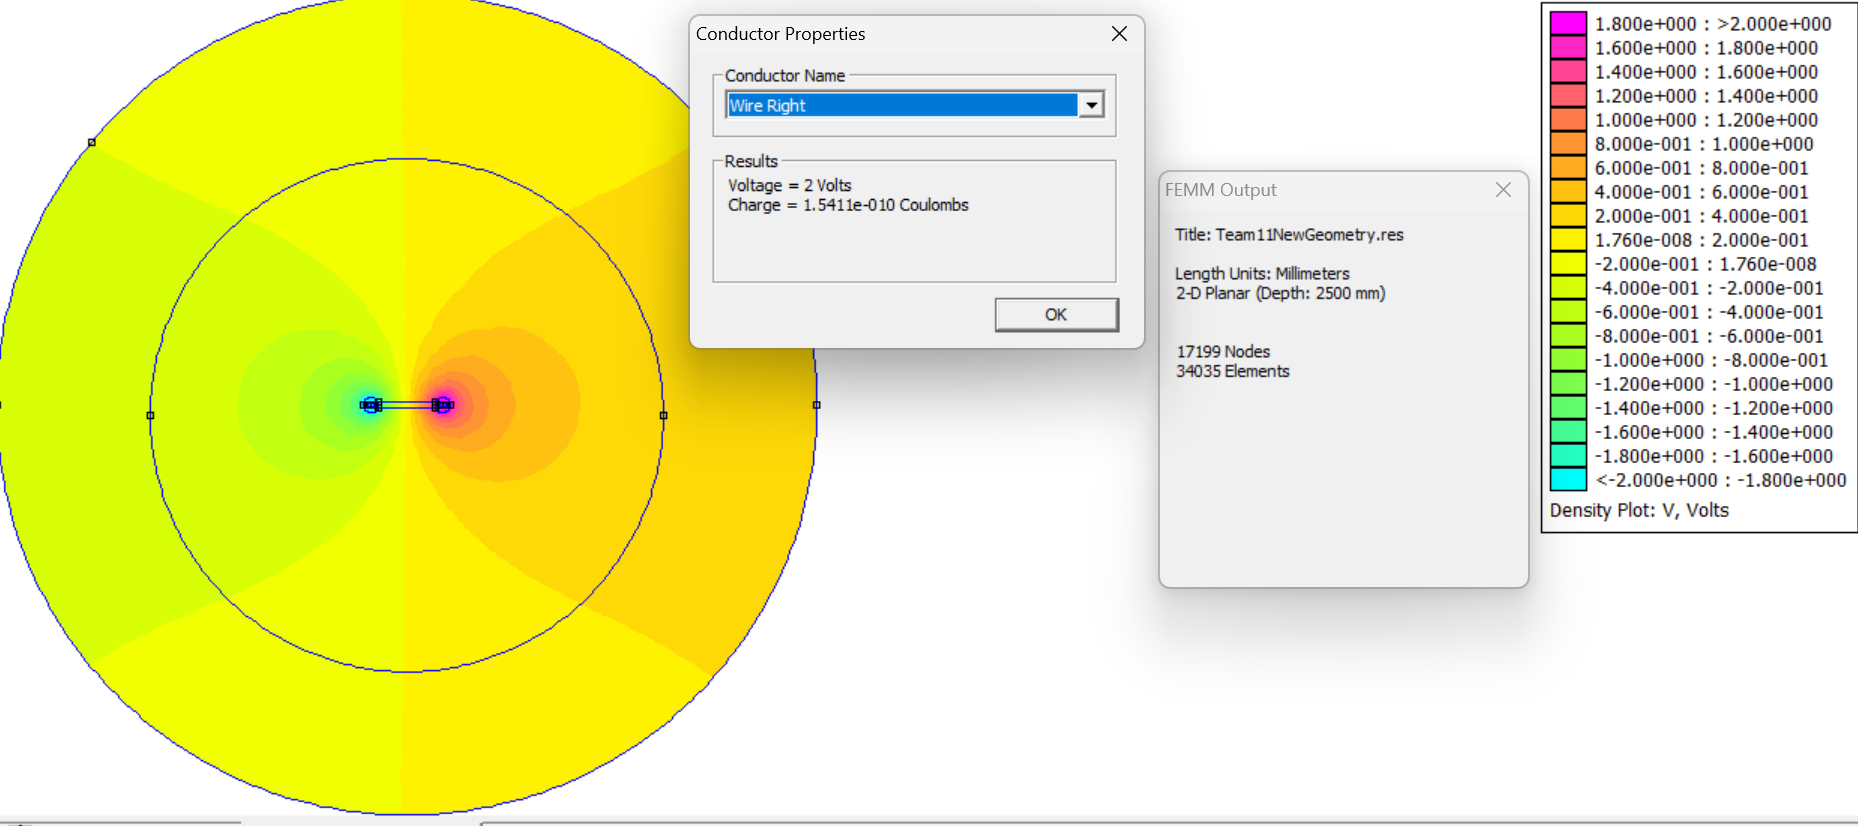 Conductor Properties
Conductor Name
Wire Right
Results
Voltage = 2 Volts
Charge = 1.5411e-010 Coulombs
OK
FEMM Output
Title: Team11NewGeometry.res
Length Units: Millimeters
2-D Planar (Depth: 2500 mm)
17199 Nodes
34035 Elements
1.800e+000 : >2.000e+000
1.600e+000 : 1.800e+000
1.400e+000 : 1.600e+000
1.200e+000 : 1.400e+000
1.000e+000 : 1.200e+000
8.000e-001 : 1.000e+000
6.000e-001 : 8.000e-001
4.000e-001 : 6.000e-001
2.000e-001 : 4.000e-001
1.760e-008 : 2.000e-001
-2.000e-001 : 1.760e-008
-4.000e-001 : -2.000e-001
-6.000e-001 : -4.000e-001
-8.000e-001 : -6.000e-001
-1.000e+000 : -8.000e-001
-1.200e+000 : -1.000e+000
-1.400e+000 : -1.200e+000
-1.600e+000 : -1.400e+000
-1.800e+000 : -1.600e+000
<-2.000e+000 : -1.800e+000
Density Plot: V, Volts